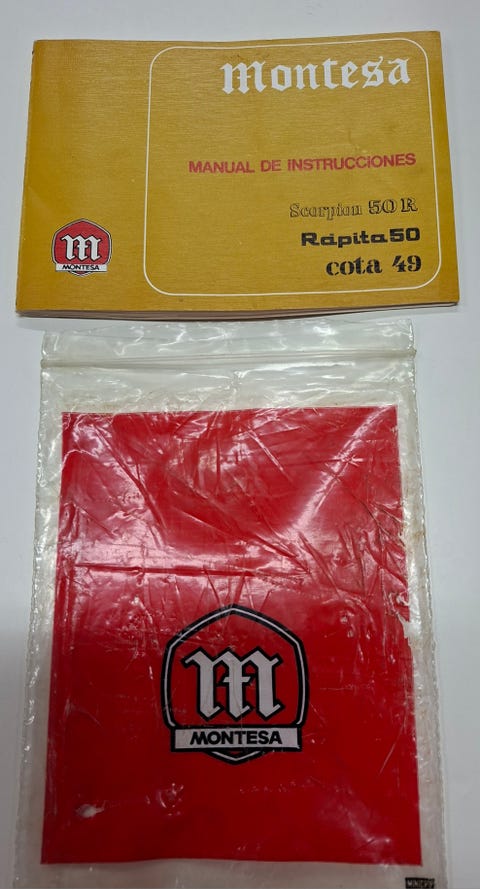 Montesa
MANUAL DE INSTRUCCIONES
Scorpion 50 R
Rápita 50
cota 49
M
MONTESA
M
MONTESA